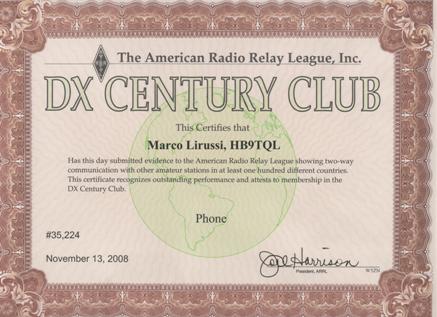 The American Radio Relay League, Inc.
DX CENTURY CLUB
This Certifies that
Marco Lirussi, HB9TQL
Has this day submitted evidence to the American Radio Relay League showing two-way
communication with other amateur stations in at least one hundred different countries.
This certificate recognizes outstanding performance and attests to membership in the
DX Century Club.
Phone
#35,224
November 13, 2008
Joel Harrison
President, ARRL
W5ZN